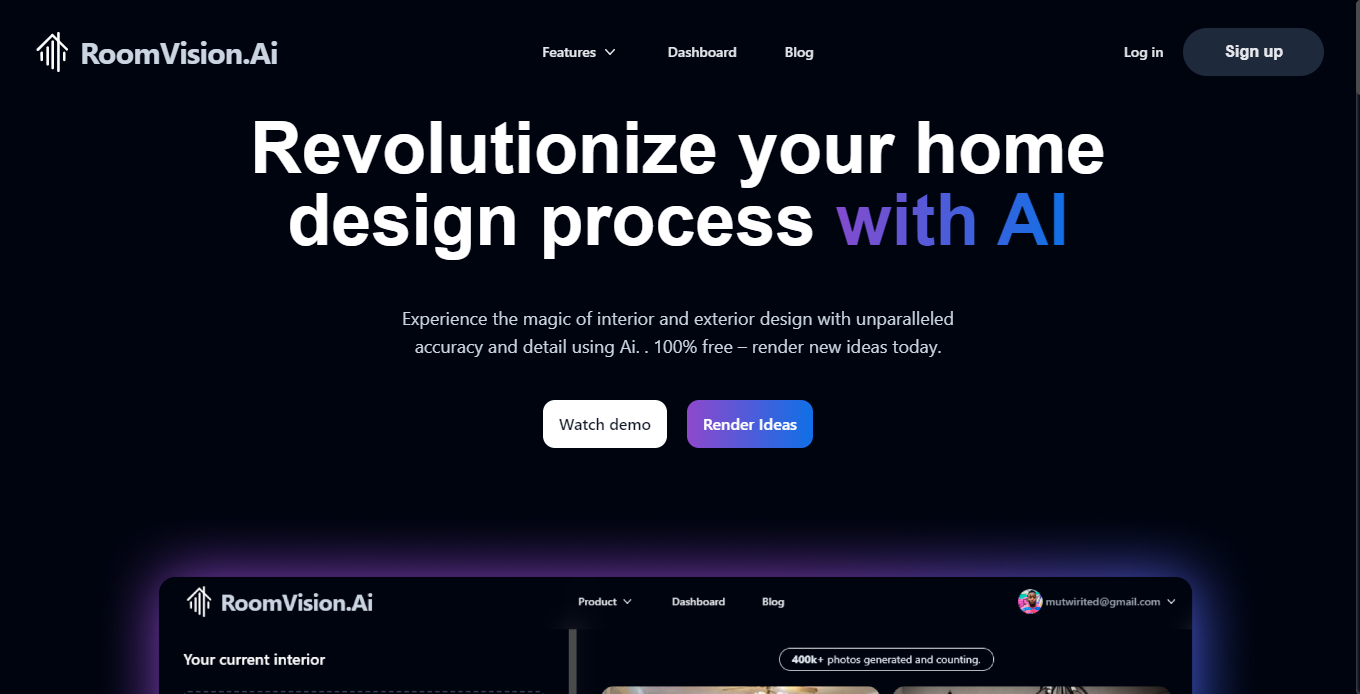 RoomVision.Ai
Features
Dashboard
Blog
Log in
Sign up
Revolutionize your home
design process with AI
Experience the magic of interior and exterior design with unparalleled
accuracy and detail using Ai. . 100% free – render new ideas today.
Watch demo
Render Ideas
RoomVision.Ai
Product
Dashboard
Blog
mutwirited@gmail.com
Your current interior
400k+ photos generated and counting.